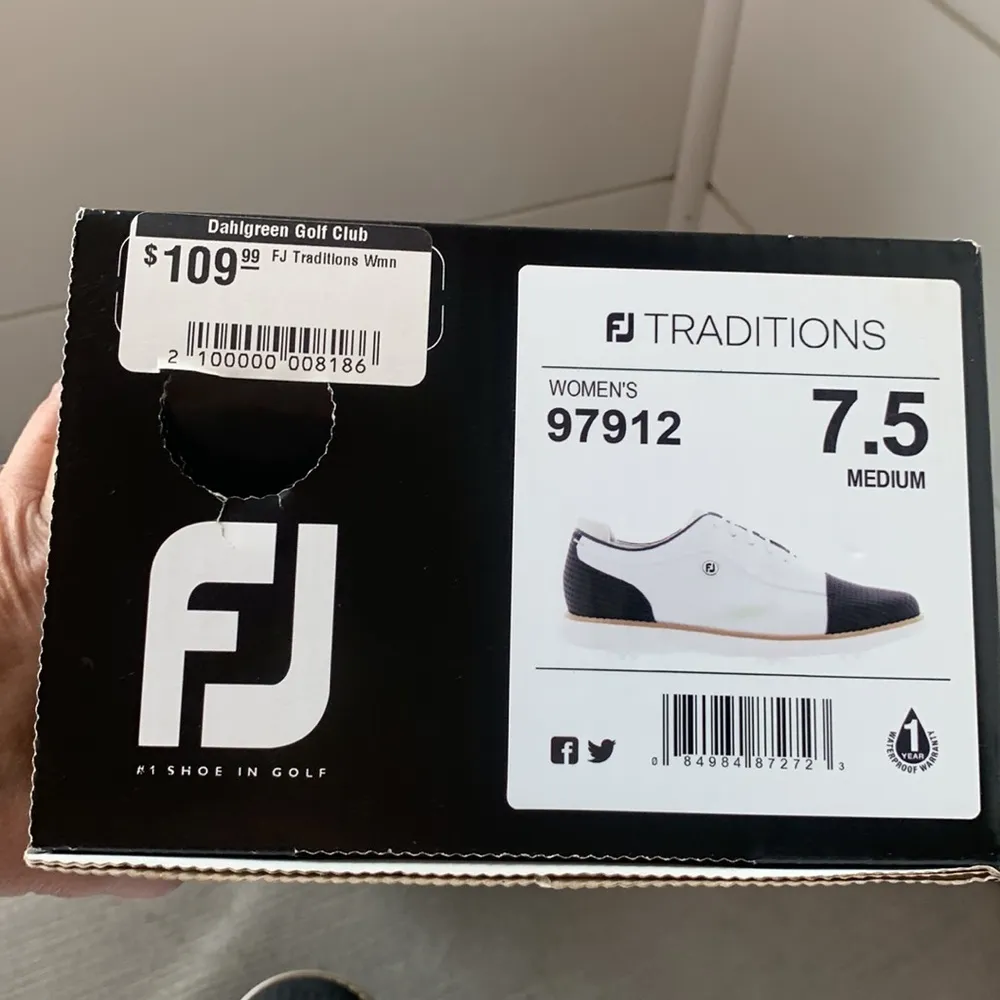 Dahlgreen Golf Club
$109 99 FJ Traditions Wmn
2 100000 008186
FJ
#1 SHOE IN GOLF
FJ TRADITIONS
WOMEN'S
97912
7.5
MEDIUM
FJ
0 84984 87272 3
1
YEAR
WATERPROOF WARRANTY